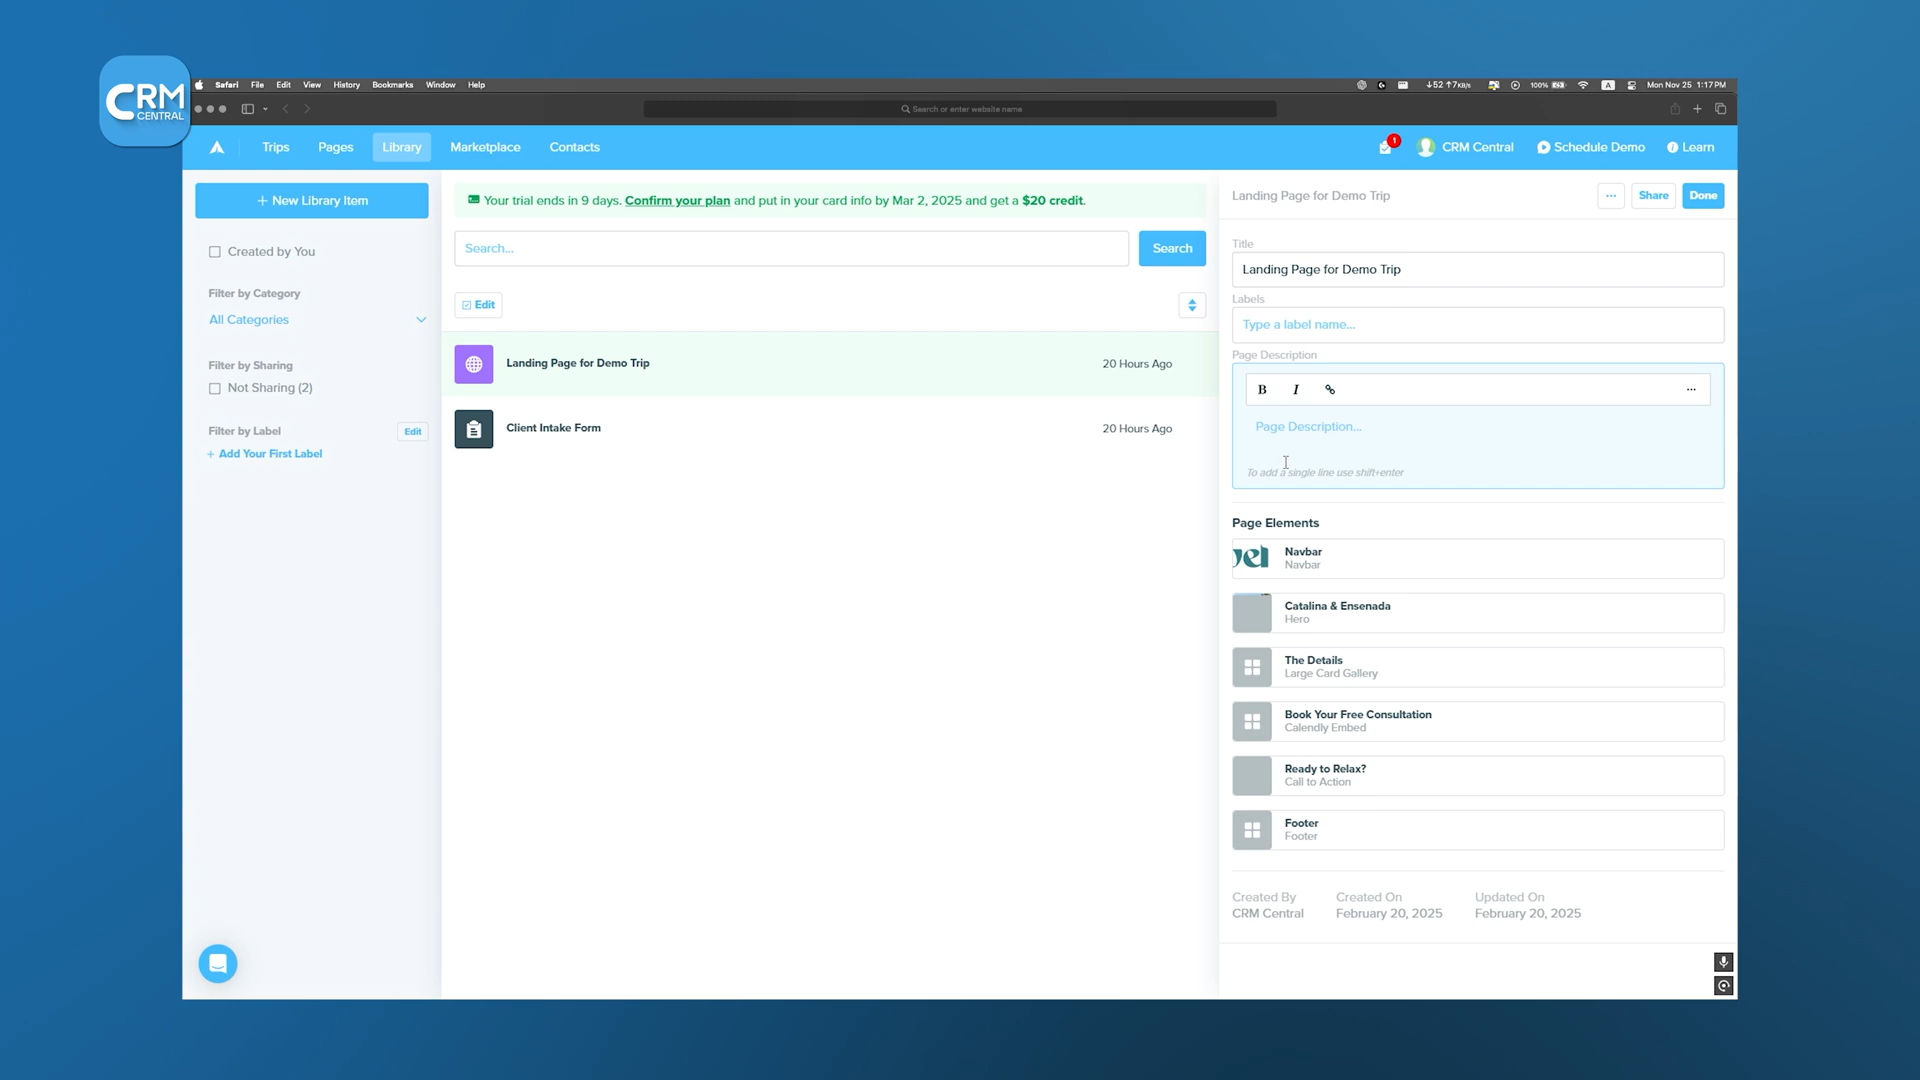 CRM
CENTRAL
Safari File Edit View History Bookmarks Window Help
↓52 ↑7KB/s 100% A Mon Nov 25 1:17 PM
Search or enter website name
Trips Pages Library Marketplace Contacts
1 CRM Central Schedule Demo Learn
+ New Library Item
Created by You
Filter by Category
All Categories
Filter by Sharing
Not Sharing (2)
Filter by Label Edit
+ Add Your First Label
Your trial ends in 9 days. Confirm your plan and put in your card info by Mar 2, 2025 and get a $20 credit.
Search... Search
Edit
Landing Page for Demo Trip 20 Hours Ago
Client Intake Form 20 Hours Ago
Landing Page for Demo Trip ... Share Done
Title
Landing Page for Demo Trip
Labels
Type a label name...
Page Description
B I ...
Page Description...
To add a single line use shift+enter
Page Elements
vel
Navbar
Navbar
Catalina & Ensenada
Hero
The Details
Large Card Gallery
Book Your Free Consultation
Calendly Embed
Ready to Relax?
Call to Action
Footer
Footer
Created By Created On Updated On
CRM Central February 20, 2025 February 20, 2025